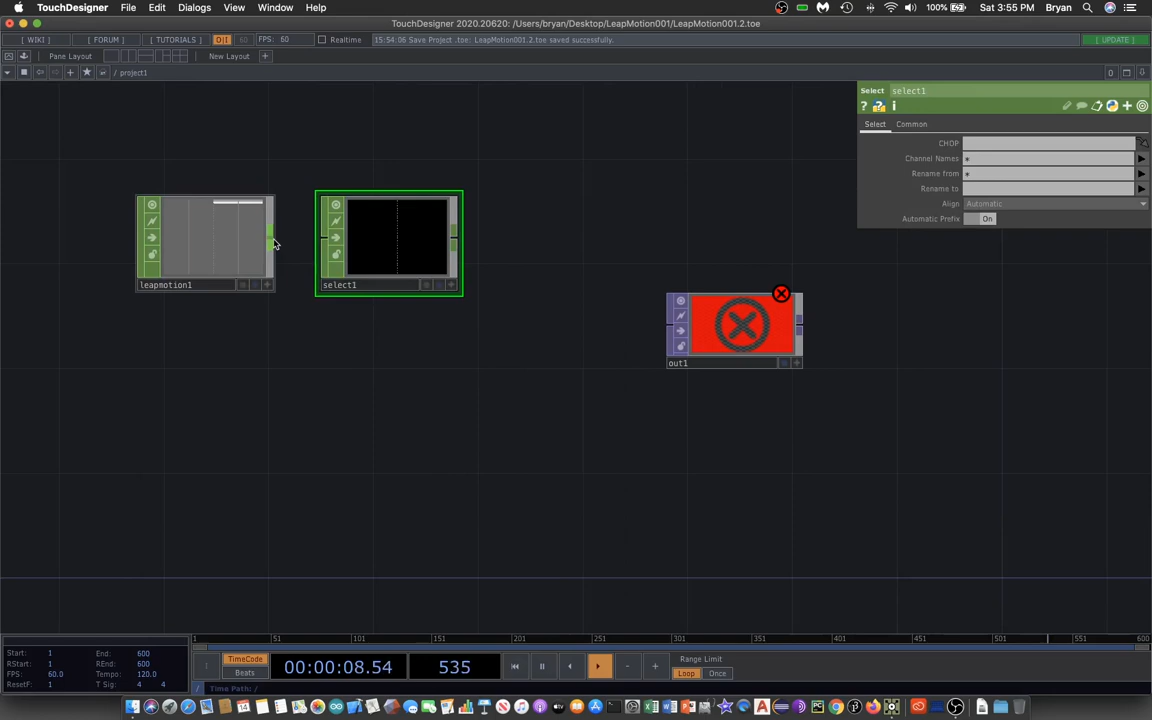 TouchDesigner File Edit Dialogs View Window Help 100% Sat 3:55 PM Bryan
TouchDesigner 2020.20620: /Users/bryan/Desktop/LeapMotion001/LeapMotion001.2.toe
[ WIKI ] [ FORUM ] [ TUTORIALS ] O|I 60 FPS: 60 Realtime 15:54:06 Save Project .toe: LeapMotion001.2.toe saved successfully. [ UPDATE ]
Pane Layout New Layout +
/ project1 0
Select select1
? ? i
Select Common
CHOP
Channel Names *
Rename from *
Rename to
Align Automatic
Automatic Prefix On
leapmotion1
select1
out1
1 51 101 151 201 251 301 351 401 451 501 551 600
Start: 1 End: 600
RStart: 1 REnd: 600
FPS: 60.0 Tempo: 120.0
ResetF: 1 T Sig: 4 4
TimeCode
Beats
00:00:08.54 535
- +
Range Limit
Loop Once
/ Time Path: /